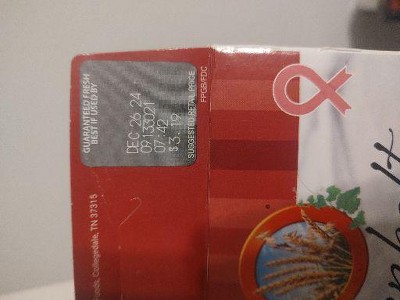 GUARANTEED FRESH
BEST IF USED BY
DEC 26 24
09133021
07:42
$ 3.19
SUGGESTED RETAIL PRICE
FPGB/FDC
Collegedale, TN 37315